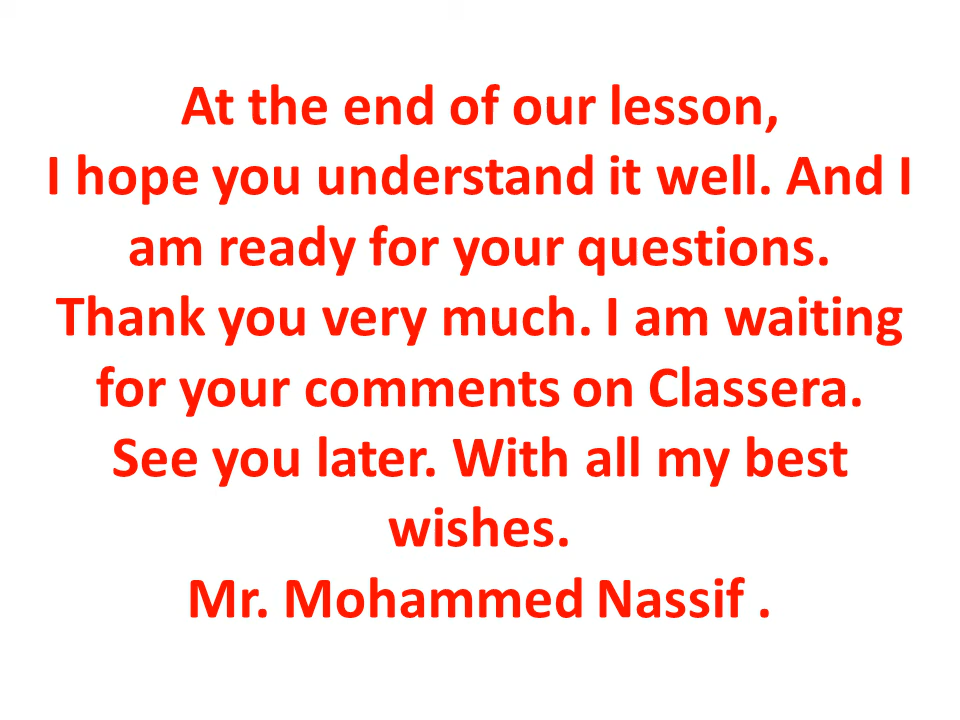 At the end of our lesson,
I hope you understand it well. And I
am ready for your questions.
Thank you very much. I am waiting
for your comments on Classera.
See you later. With all my best
wishes.
Mr. Mohammed Nassif .